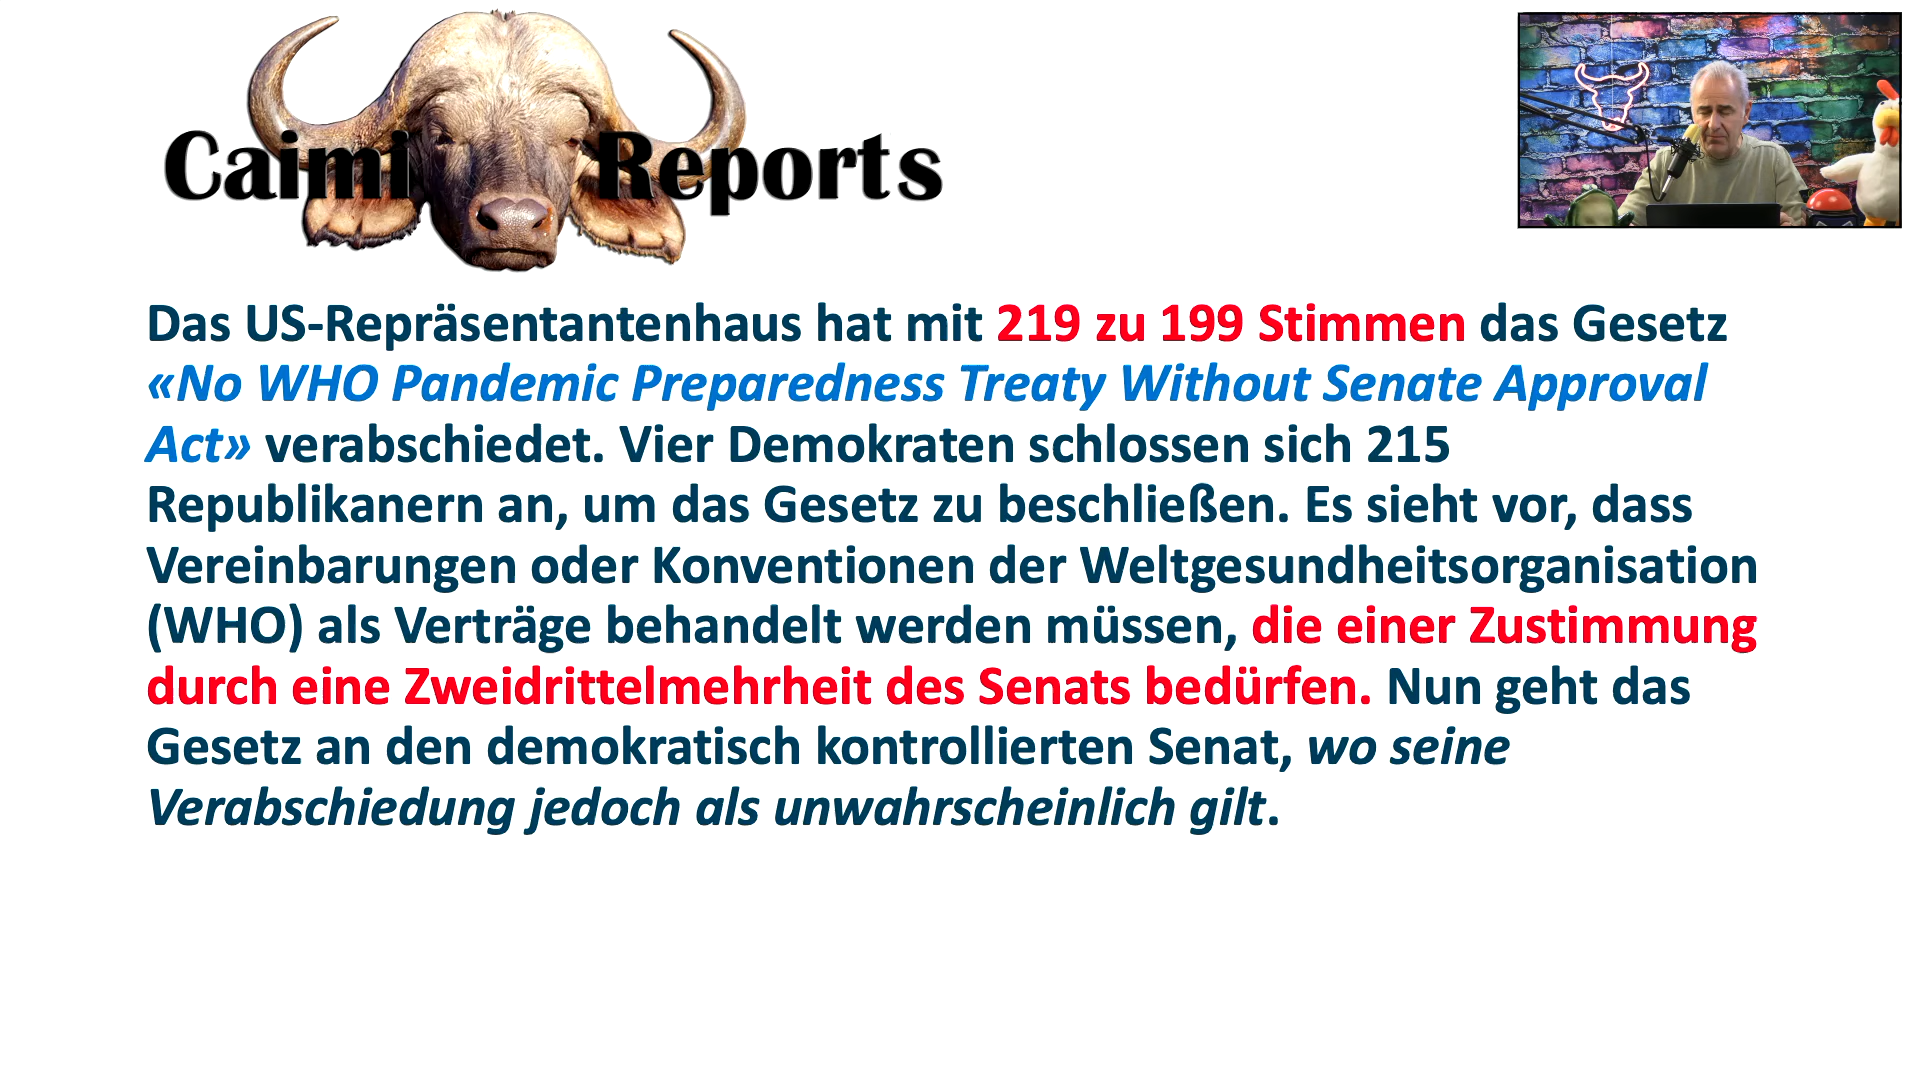 Caimi Reports
Das US-Repräsentantenhaus hat mit 219 zu 199 Stimmen das Gesetz
«No WHO Pandemic Preparedness Treaty Without Senate Approval
Act» verabschiedet. Vier Demokraten schlossen sich 215
Republikanern an, um das Gesetz zu beschließen. Es sieht vor, dass
Vereinbarungen oder Konventionen der Weltgesundheitsorganisation
(WHO) als Verträge behandelt werden müssen, die einer Zustimmung
durch eine Zweidrittelmehrheit des Senats bedürfen. Nun geht das
Gesetz an den demokratisch kontrollierten Senat, wo seine
Verabschiedung jedoch als unwahrscheinlich gilt.